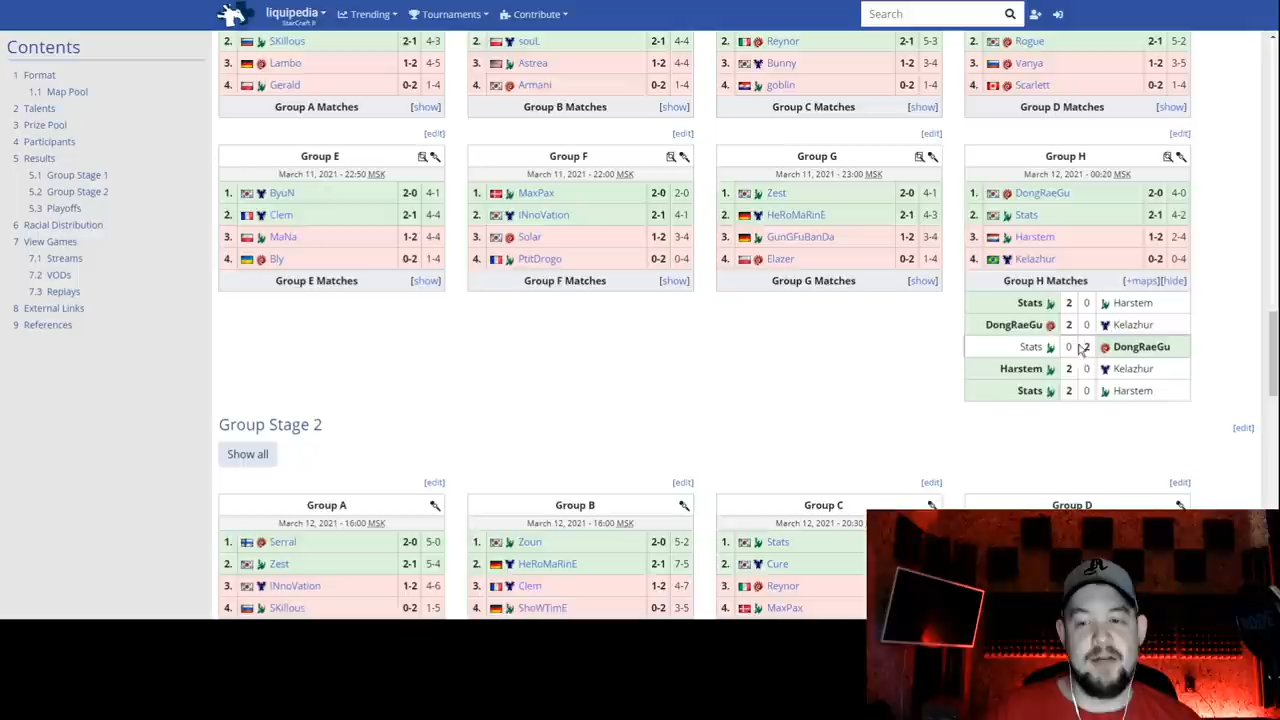 liquipedia
StarCraft II
Trending
Tournaments
Contribute
Search
Contents
1 Format
1.1 Map Pool
2 Talents
3 Prize Pool
4 Participants
5 Results
5.1 Group Stage 1
5.2 Group Stage 2
5.3 Playoffs
6 Racial Distribution
7 View Games
7.1 Streams
7.2 VODs
7.3 Replays
8 External Links
9 References
2. SKillous 2-1 4-3
3. Lambo 1-2 4-5
4. Gerald 0-2 1-4
Group A Matches [show]
2. souL 2-1 4-4
3. Astrea 1-2 4-4
4. Armani 0-2 1-4
Group B Matches [show]
2. Reynor 2-1 5-3
3. Bunny 1-2 3-4
4. goblin 0-2 1-4
Group C Matches [show]
2. Rogue 2-1 5-2
3. Vanya 1-2 3-5
4. Scarlett 0-2 1-4
Group D Matches [show]
[edit]
Group E
March 11, 2021 - 22:50 MSK
1. ByuN 2-0 4-1
2. Clem 2-1 4-4
3. MaNa 1-2 4-4
4. Bly 0-2 1-4
Group E Matches [show]
[edit]
Group F
March 11, 2021 - 22:00 MSK
1. MaxPax 2-0 2-0
2. INnoVation 2-1 4-1
3. Solar 1-2 3-4
4. PtitDrogo 0-2 0-4
Group F Matches [show]
[edit]
Group G
March 11, 2021 - 23:00 MSK
1. Zest 2-0 4-1
2. HeRoMaRinE 2-1 4-3
3. GunGFuBanDa 1-2 3-4
4. Elazer 0-2 1-4
Group G Matches [show]
[edit]
Group H
March 12, 2021 - 00:20 MSK
1. DongRaeGu 2-0 4-0
2. Stats 2-1 4-2
3. Harstem 1-2 2-4
4. Kelazhur 0-2 0-4
Group H Matches [+maps][hide]
Stats 2 0 Harstem
DongRaeGu 2 0 Kelazhur
Stats 0 2 DongRaeGu
Harstem 2 0 Kelazhur
Stats 2 0 Harstem
Group Stage 2
[edit]
Show all
[edit]
Group A
March 12, 2021 - 16:00 MSK
1. Serral 2-0 5-0
2. Zest 2-1 5-4
3. INnoVation 1-2 4-6
4. SKillous 0-2 1-5
[edit]
Group B
March 12, 2021 - 16:00 MSK
1. Zoun 2-0 5-2
2. HeRoMaRinE 2-1 7-5
3. Clem 1-2 4-7
4. ShoWTimE 0-2 3-5
[edit]
Group C
March 12, 2021 - 20:30
1. Stats
2. Cure
3. Reynor
4. MaxPax
[edit]
Group D